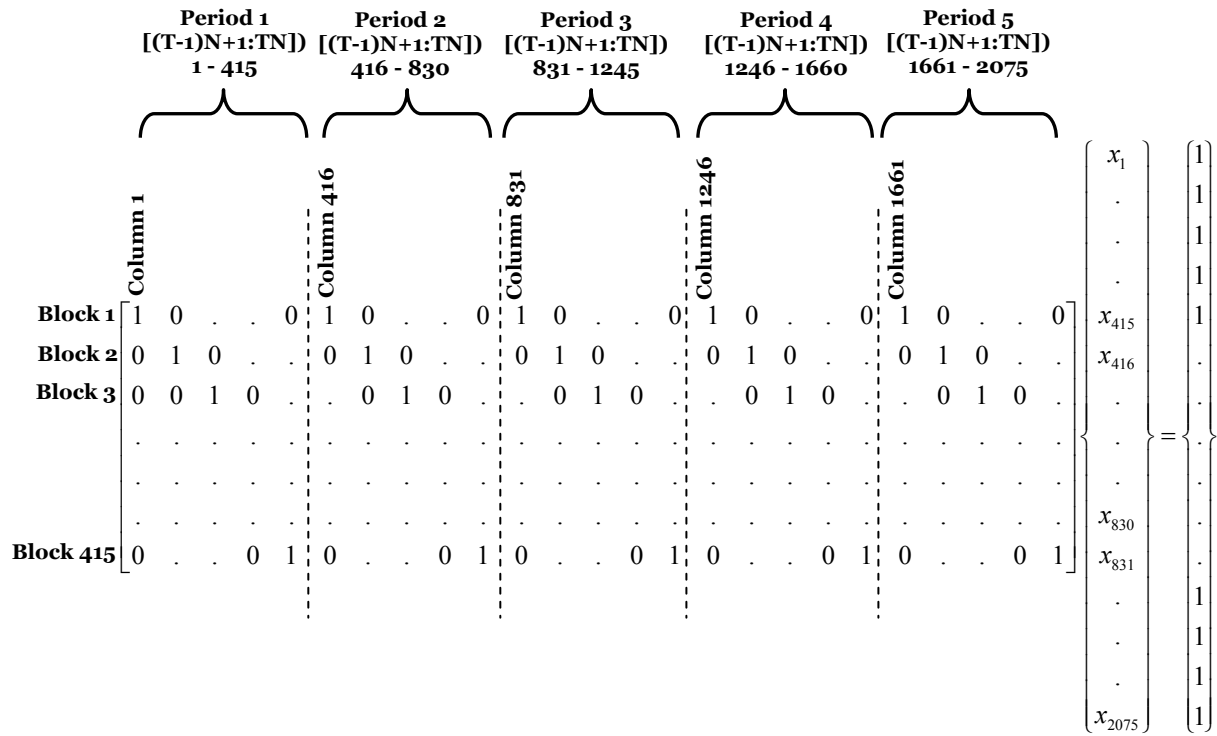 Period 1 Period 2 Period 3 Period 4 Period 5
[(T-1)N+1:TN]) [(T-1)N+1:TN]) [(T-1)N+1:TN]) [(T-1)N+1:TN]) [(T-1)N+1:TN])
1 - 415 416 - 830 831 - 1245 1246 - 1660 1661 - 2075
Column 1
Column 416
Column 831
Column 1246
Column 1661
x₁ 1
. 1
. 1
. 1
Block 1 1 0 . . 0 1 0 . . 0 1 0 . . 0 1 0 . . 0 1 0 . . 0 x₄₁₅ 1
Block 2 0 1 0 . . 0 1 0 . . 0 1 0 . . 0 1 0 . . 0 1 0 . . x₄₁₆ .
Block 3 0 0 1 0 . . 0 1 0 . . 0 1 0 . . 0 1 0 . . 0 1 0 . . .
. . . . . . . . . . . . . . . . . . . . . . . . . . = .
. . . . . . . . . . . . . . . . . . . . . . . . . . .
. . . . . . . . . . . . . . . . . . . . . . . . . x₈₃₀ .
Block 415 0 . . 0 1 0 . . 0 1 0 . . 0 1 0 . . 0 1 0 . . 0 1 x₈₃₁ .
. 1
. 1
. 1
x₂₀₇₅ 1